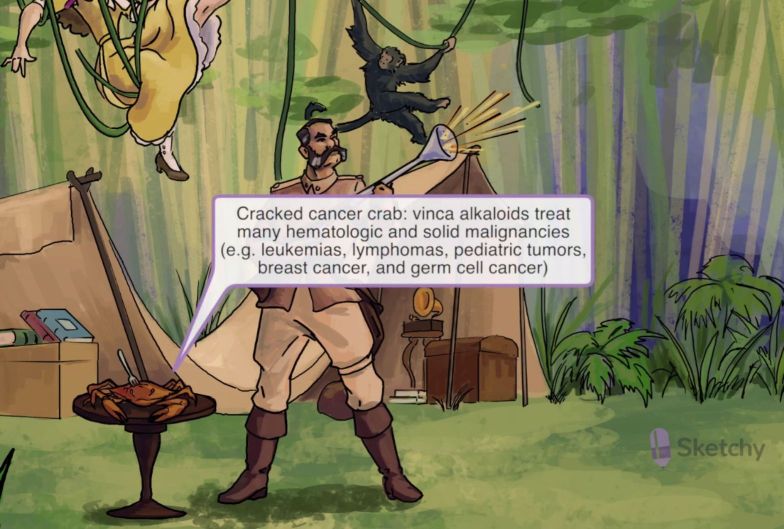 Cracked cancer crab: vinca alkaloids treat
many hematologic and solid malignancies
(e.g. leukemias, lymphomas, pediatric tumors,
breast cancer, and germ cell cancer)
Sketchy